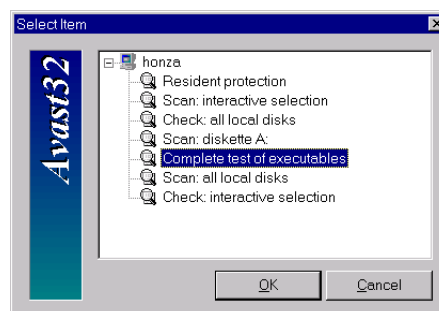 Select Item
Avast32
honza
Resident protection
Scan: interactive selection
Check: all local disks
Scan: diskette A:
Complete test of executables
Scan: all local disks
Check: interactive selection
OK
Cancel